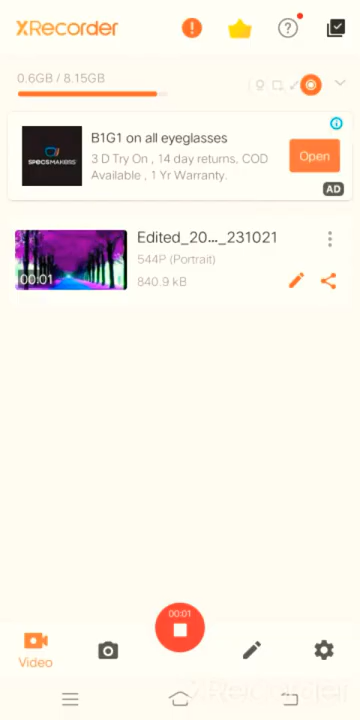 XRecorder
0.6GB / 8.15GB
B1G1 on all eyeglasses
3 D Try On , 14 day returns, COD
Available , 1 Yr Warranty.
Open
AD
SPECSMAKERS
Edited_20..._231021
544P (Portrait)
840.9 kB
00:01
00:01
Video
XRecorder